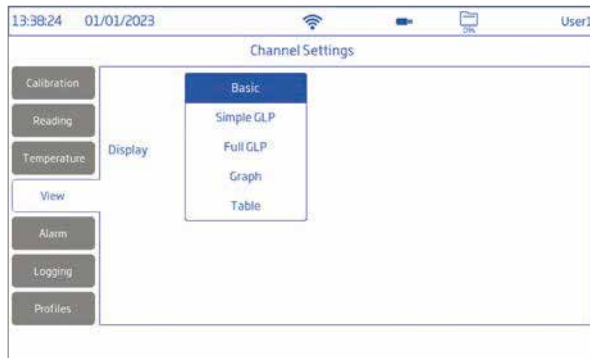 13:38:24 01/01/2023 0% User1
Channel Settings
Calibration
Reading
Temperature
View
Alarm
Logging
Profiles
Display
Basic
Simple GLP
Full GLP
Graph
Table